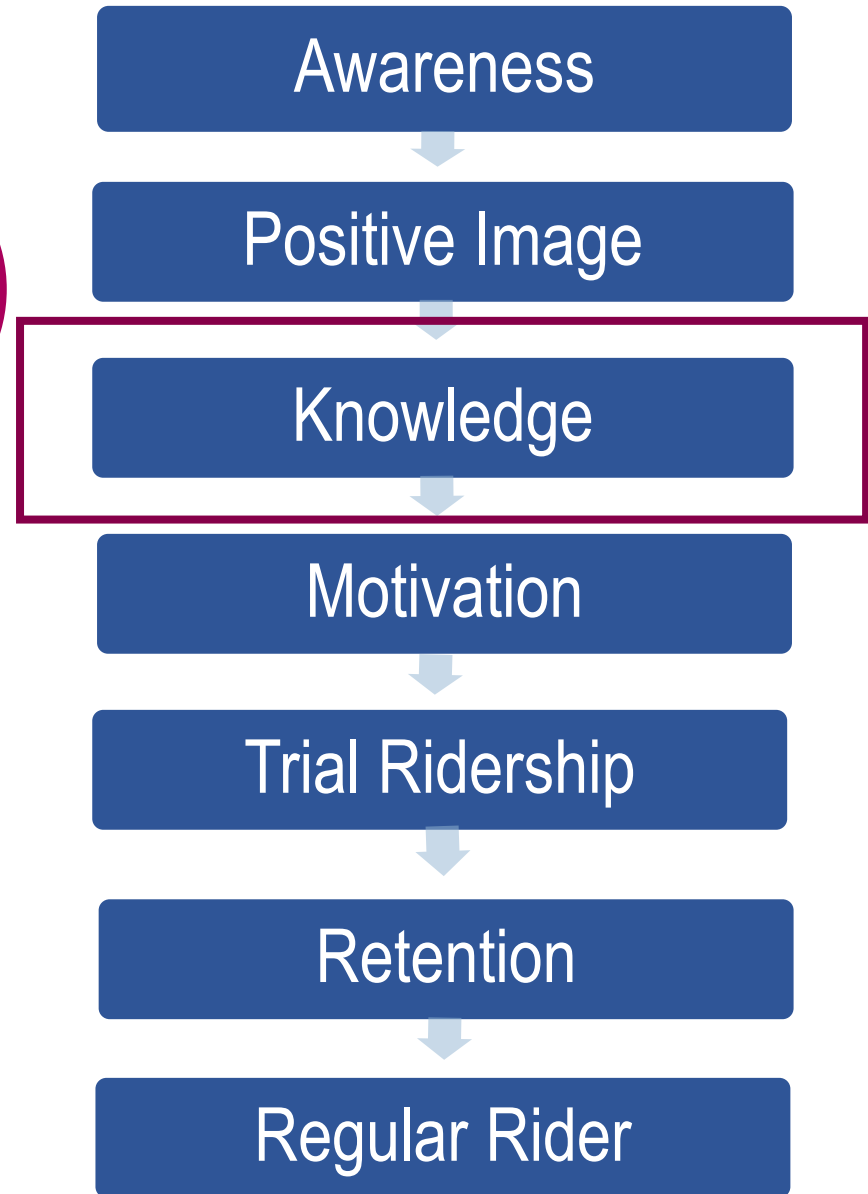 Awareness
Positive Image
Knowledge
Motivation
Trial Ridership
Retention
Regular Rider